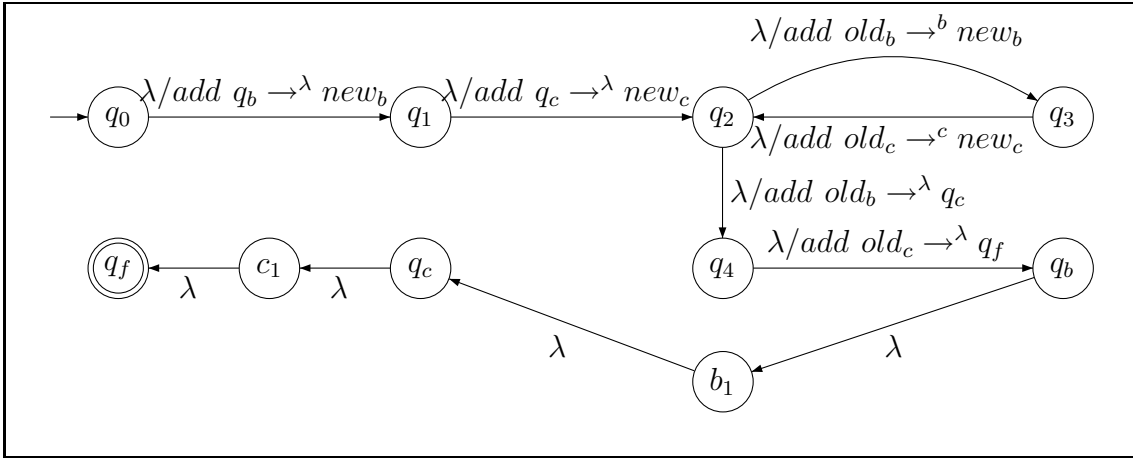 λ/add old_b →^b new_b
λ/add q_b →^λ new_b λ/add q_c →^λ new_c
q_0 q_1 q_2 q_3
λ/add old_c →^c new_c
λ/add old_b →^λ q_c
λ/add old_c →^λ q_f
q_f c_1 q_c q_4 q_b
λ λ
λ λ
b_1